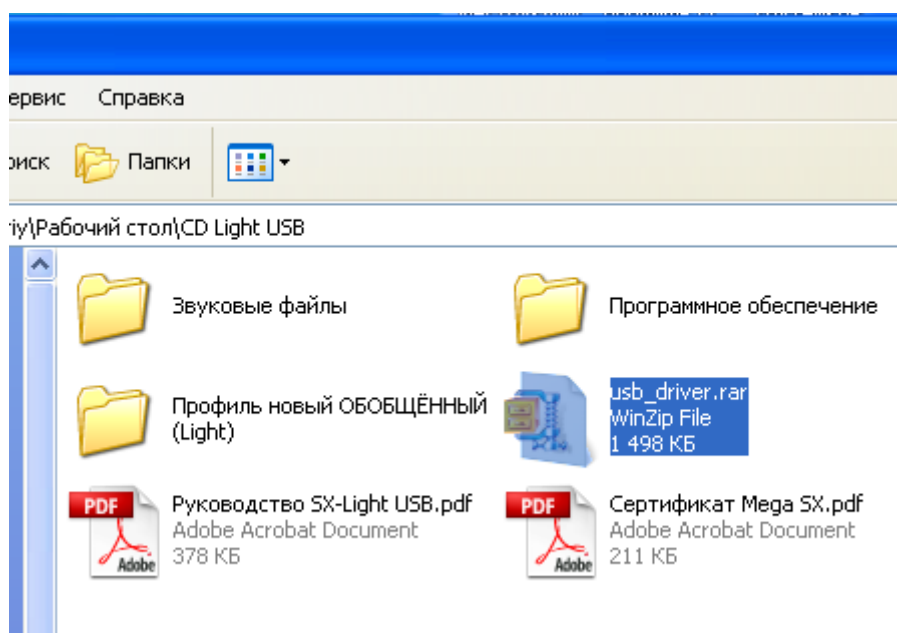 ервис Справка
оиск Папки
riy\Рабочий стол\CD Light USB
Звуковые файлы
Программное обеспечение
Профиль новый ОБОБЩЁННЫЙ
(Light)
usb_driver.rar
WinZip File
1 498 КБ
PDF
Adobe
Руководство SX-Light USB.pdf
Adobe Acrobat Document
378 КБ
PDF
Adobe
Сертификат Mega SX.pdf
Adobe Acrobat Document
211 КБ